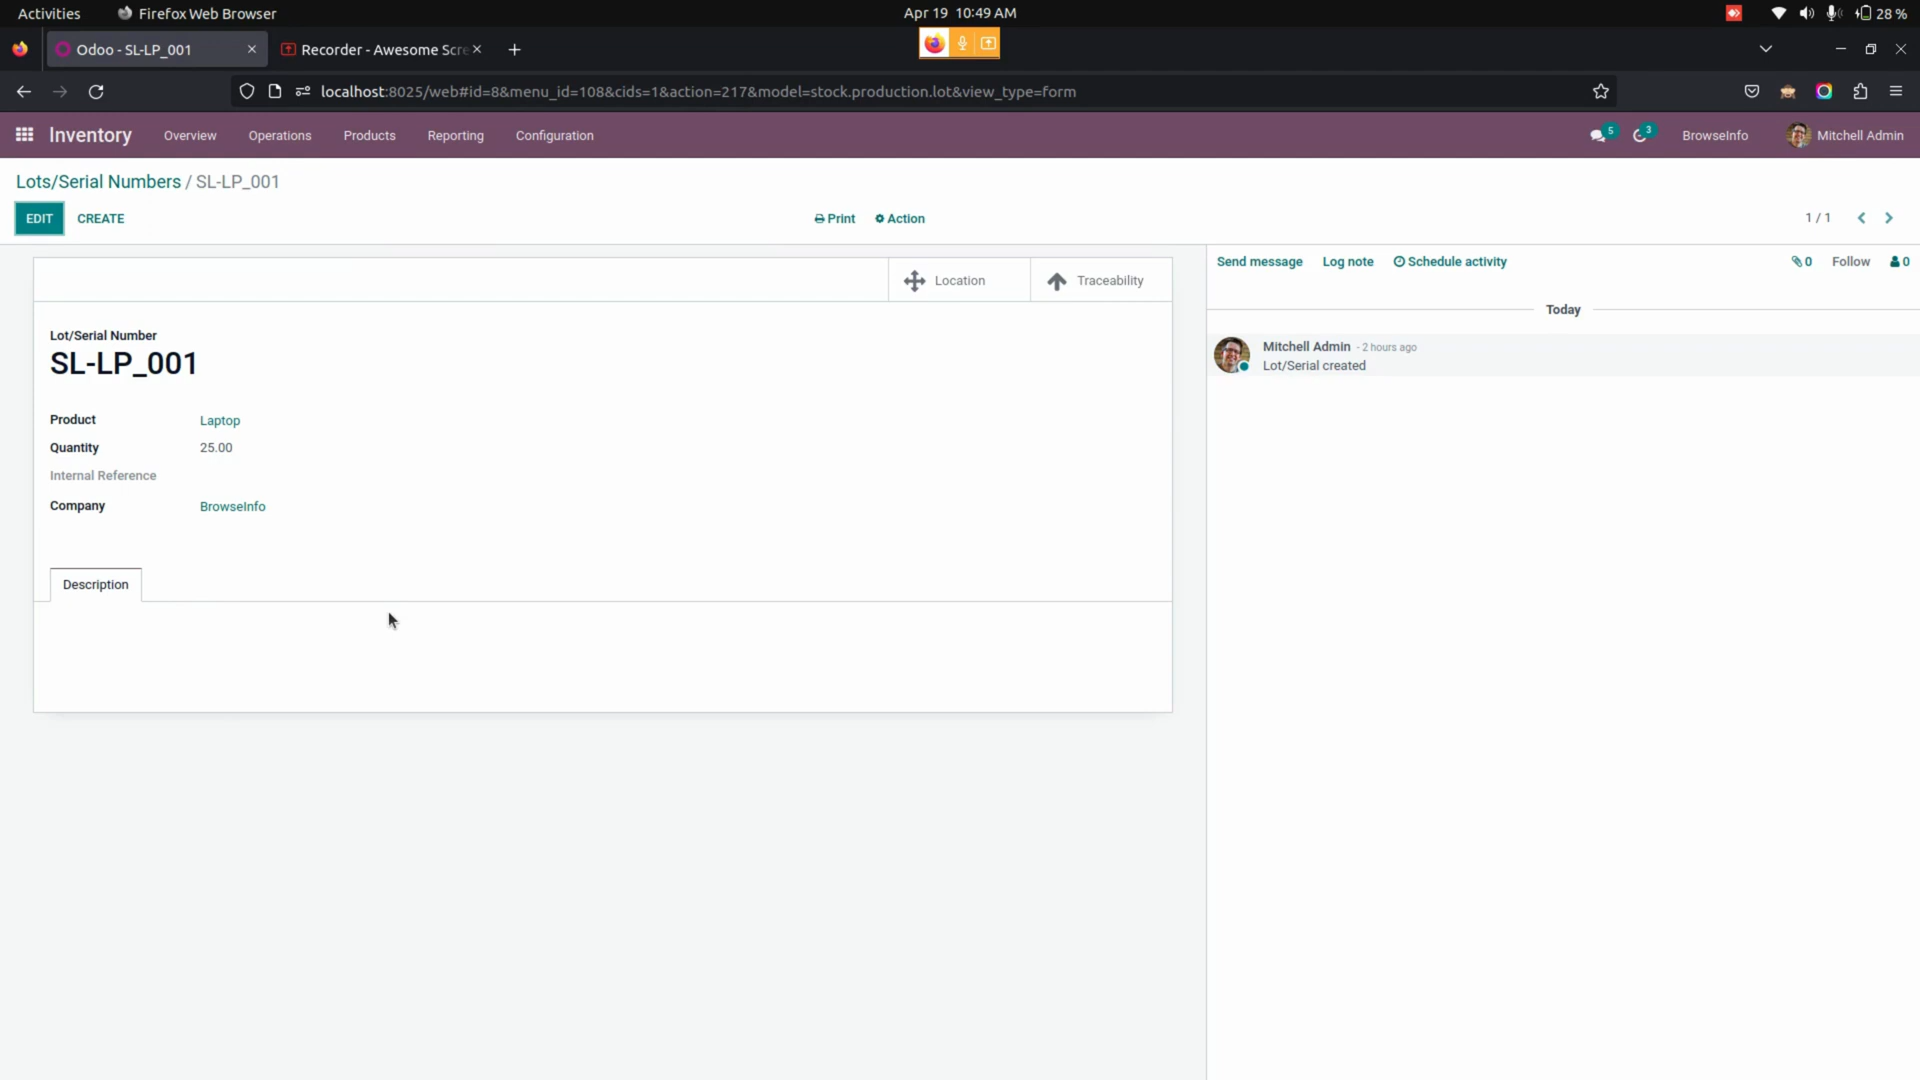 Activities Firefox Web Browser Apr 19 10:49 AM 28 %
Odoo - SL-LP_001 Recorder - Awesome Scre
localhost:8025/web#id=8&menu_id=108&cids=1&action=217&model=stock.production.lot&view_type=form
Inventory Overview Operations Products Reporting Configuration 5 3 BrowseInfo Mitchell Admin
Lots/Serial Numbers / SL-LP_001
EDIT CREATE Print Action 1 / 1
Location Traceability
Lot/Serial Number
SL-LP_001
Product Laptop
Quantity 25.00
Internal Reference
Company BrowseInfo
Description
Send message Log note Schedule activity 0 Follow 0
Today
Mitchell Admin - 2 hours ago
Lot/Serial created